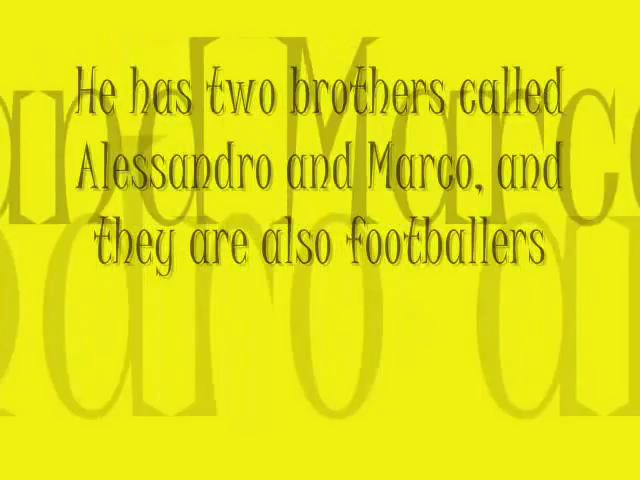 He has two brothers called
Alessandro and Marco, and
they are also footballers